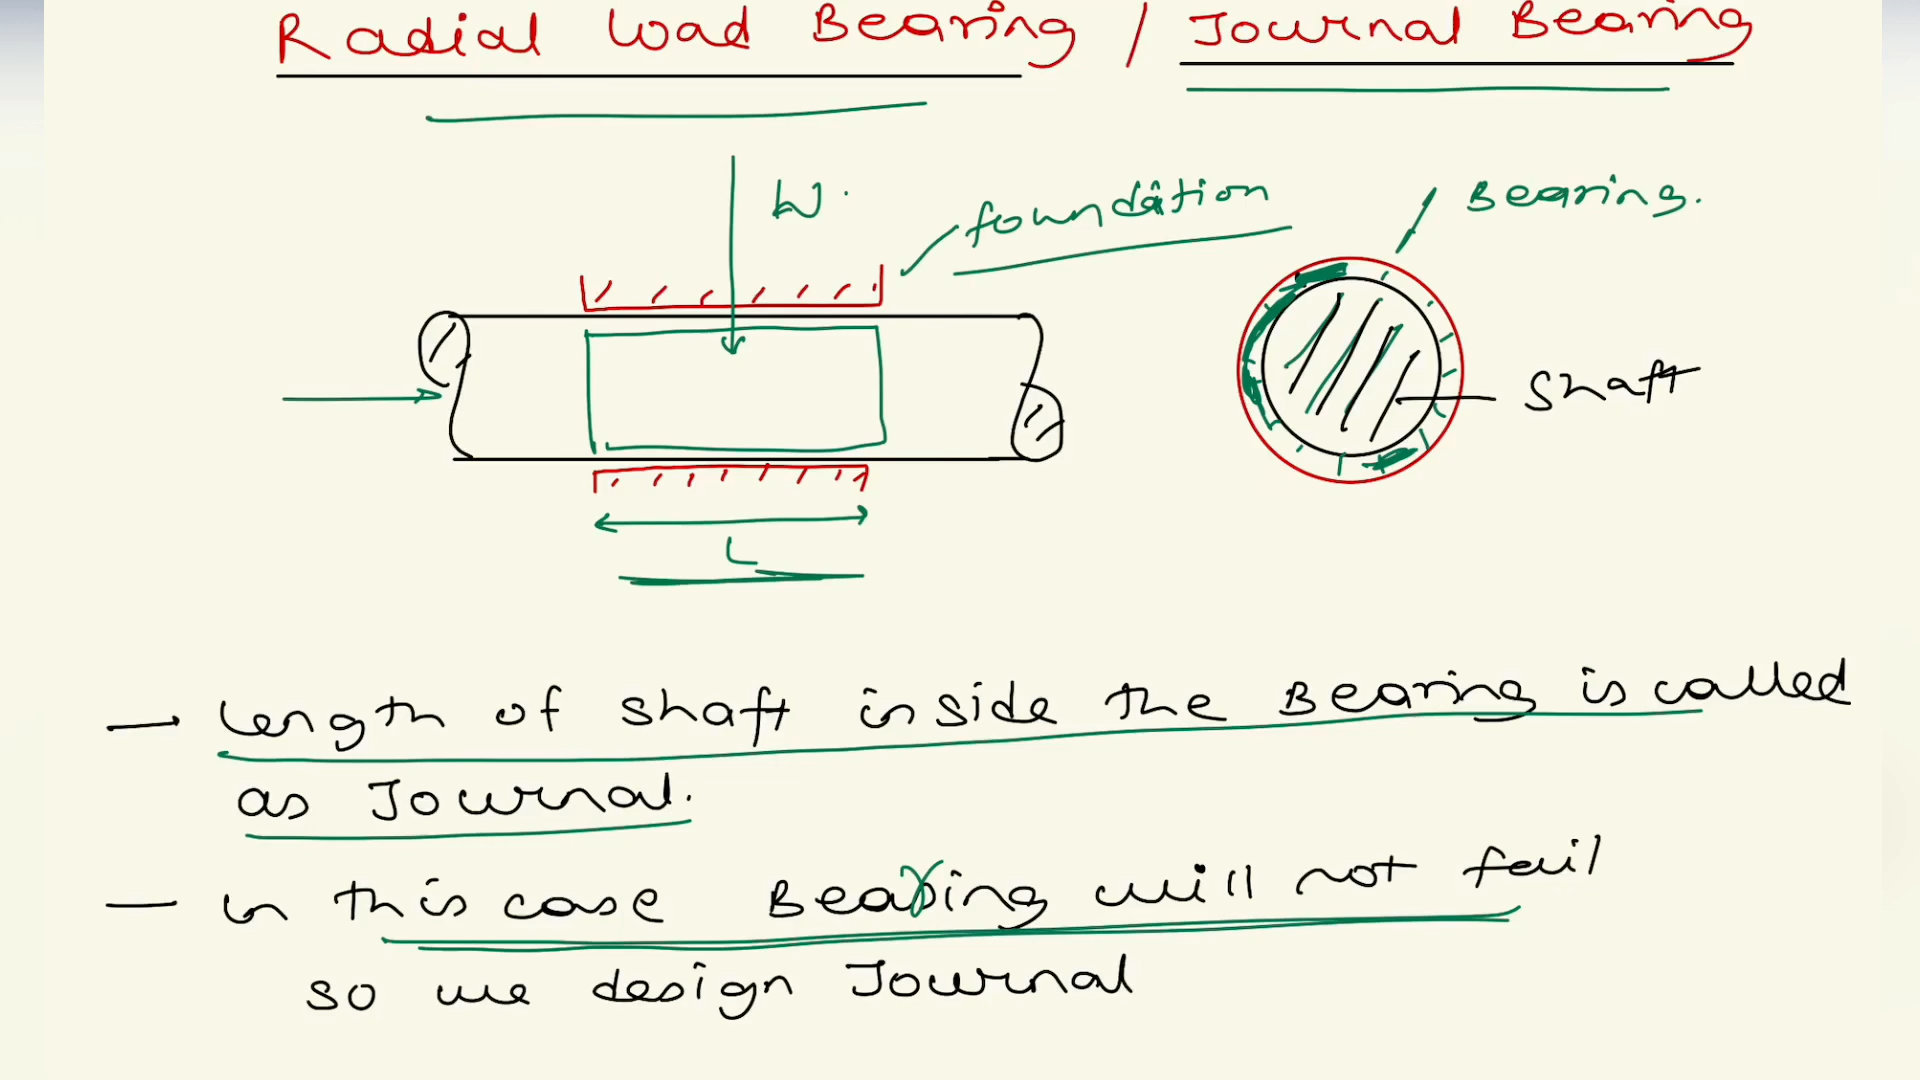 Radial load Bearing / Journal Bearing
W.
foundation
Bearing.
shaft
L
- length of shaft inside the Bearing is called
as Journal.
- in this case Bearing will not fail
so we design Journal